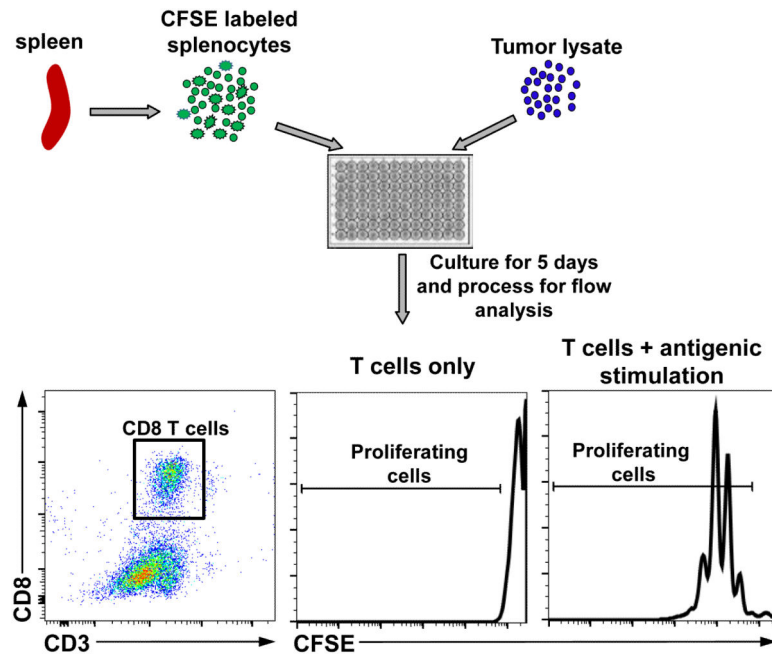 spleen
CFSE labeled
splenocytes
Tumor lysate
Culture for 5 days
and process for flow
analysis
T cells only
T cells + antigenic
stimulation
CD8 T cells
Proliferating
cells
Proliferating
cells
CD8
CD3
CFSE